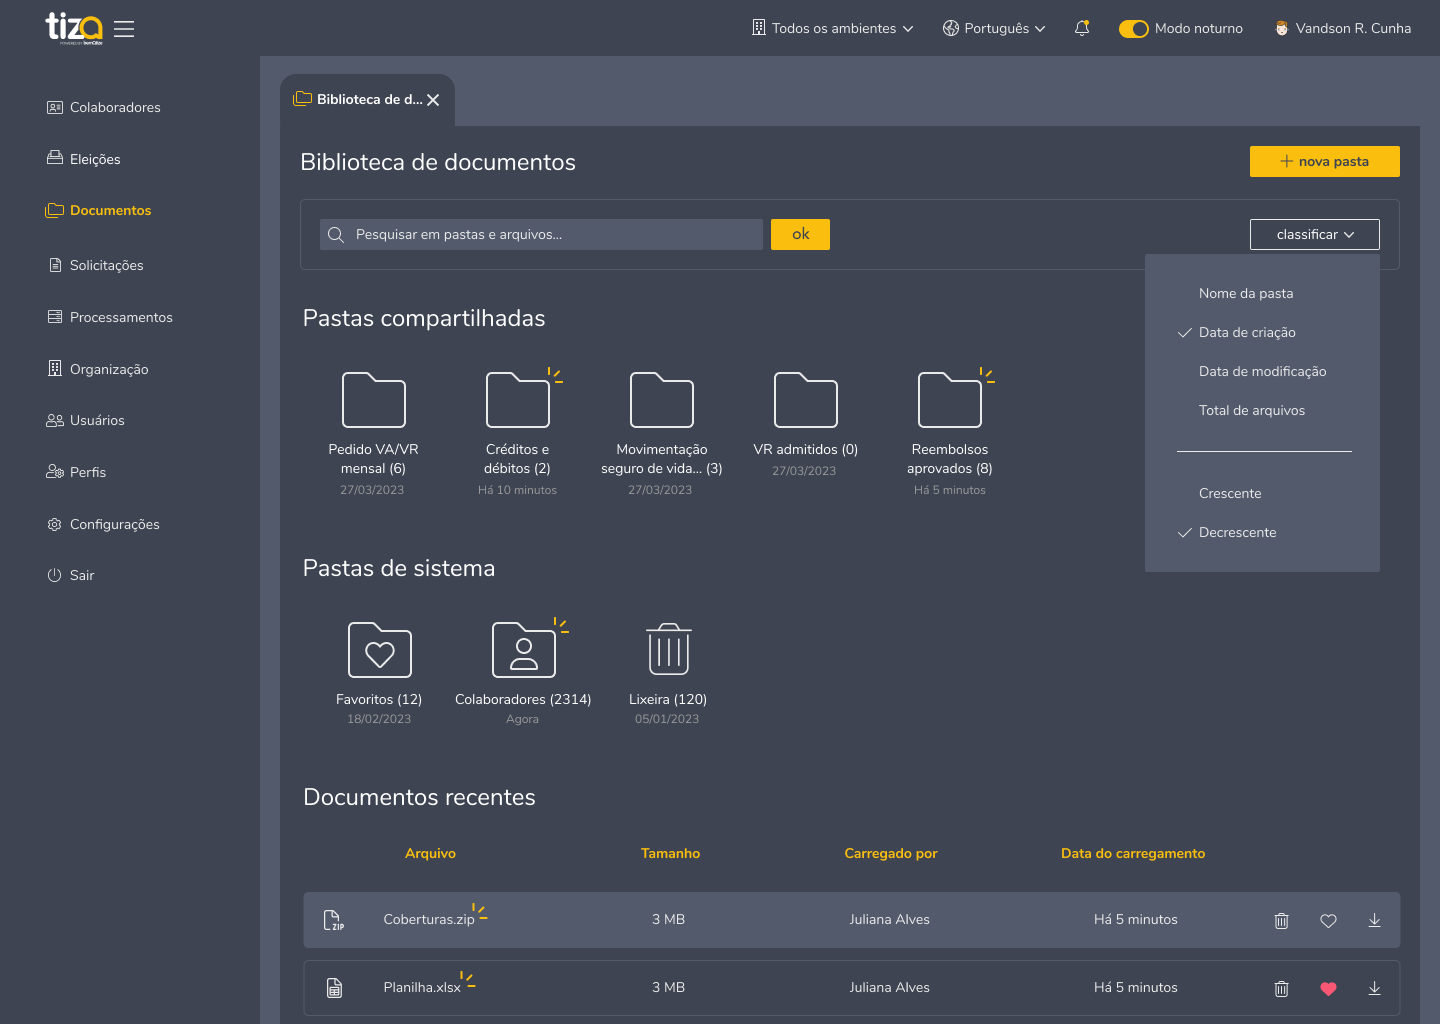 tiza
Todos os ambientes
Português
Modo noturno
Vandson R. Cunha
Colaboradores
Eleições
Documentos
Solicitações
Processamentos
Organização
Usuários
Perfis
Configurações
Sair
Biblioteca de d...
Biblioteca de documentos
nova pasta
Pesquisar em pastas e arquivos...
ok
classificar
Nome da pasta
Data de criação
Data de modificação
Total de arquivos
Crescente
Decrescente
Pastas compartilhadas
Pedido VA/VR
mensal (6)
27/03/2023
Créditos e
débitos (2)
Há 10 minutos
Movimentação
seguro de vida... (3)
27/03/2023
VR admitidos (0)
27/03/2023
Reembolsos
aprovados (8)
Há 5 minutos
Pastas de sistema
Favoritos (12)
18/02/2023
Colaboradores (2314)
Agora
Lixeira (120)
05/01/2023
Documentos recentes
Arquivo Tamanho Carregado por Data do carregamento
ZIP Coberturas.zip 3 MB Juliana Alves Há 5 minutos
Planilha.xlsx 3 MB Juliana Alves Há 5 minutos